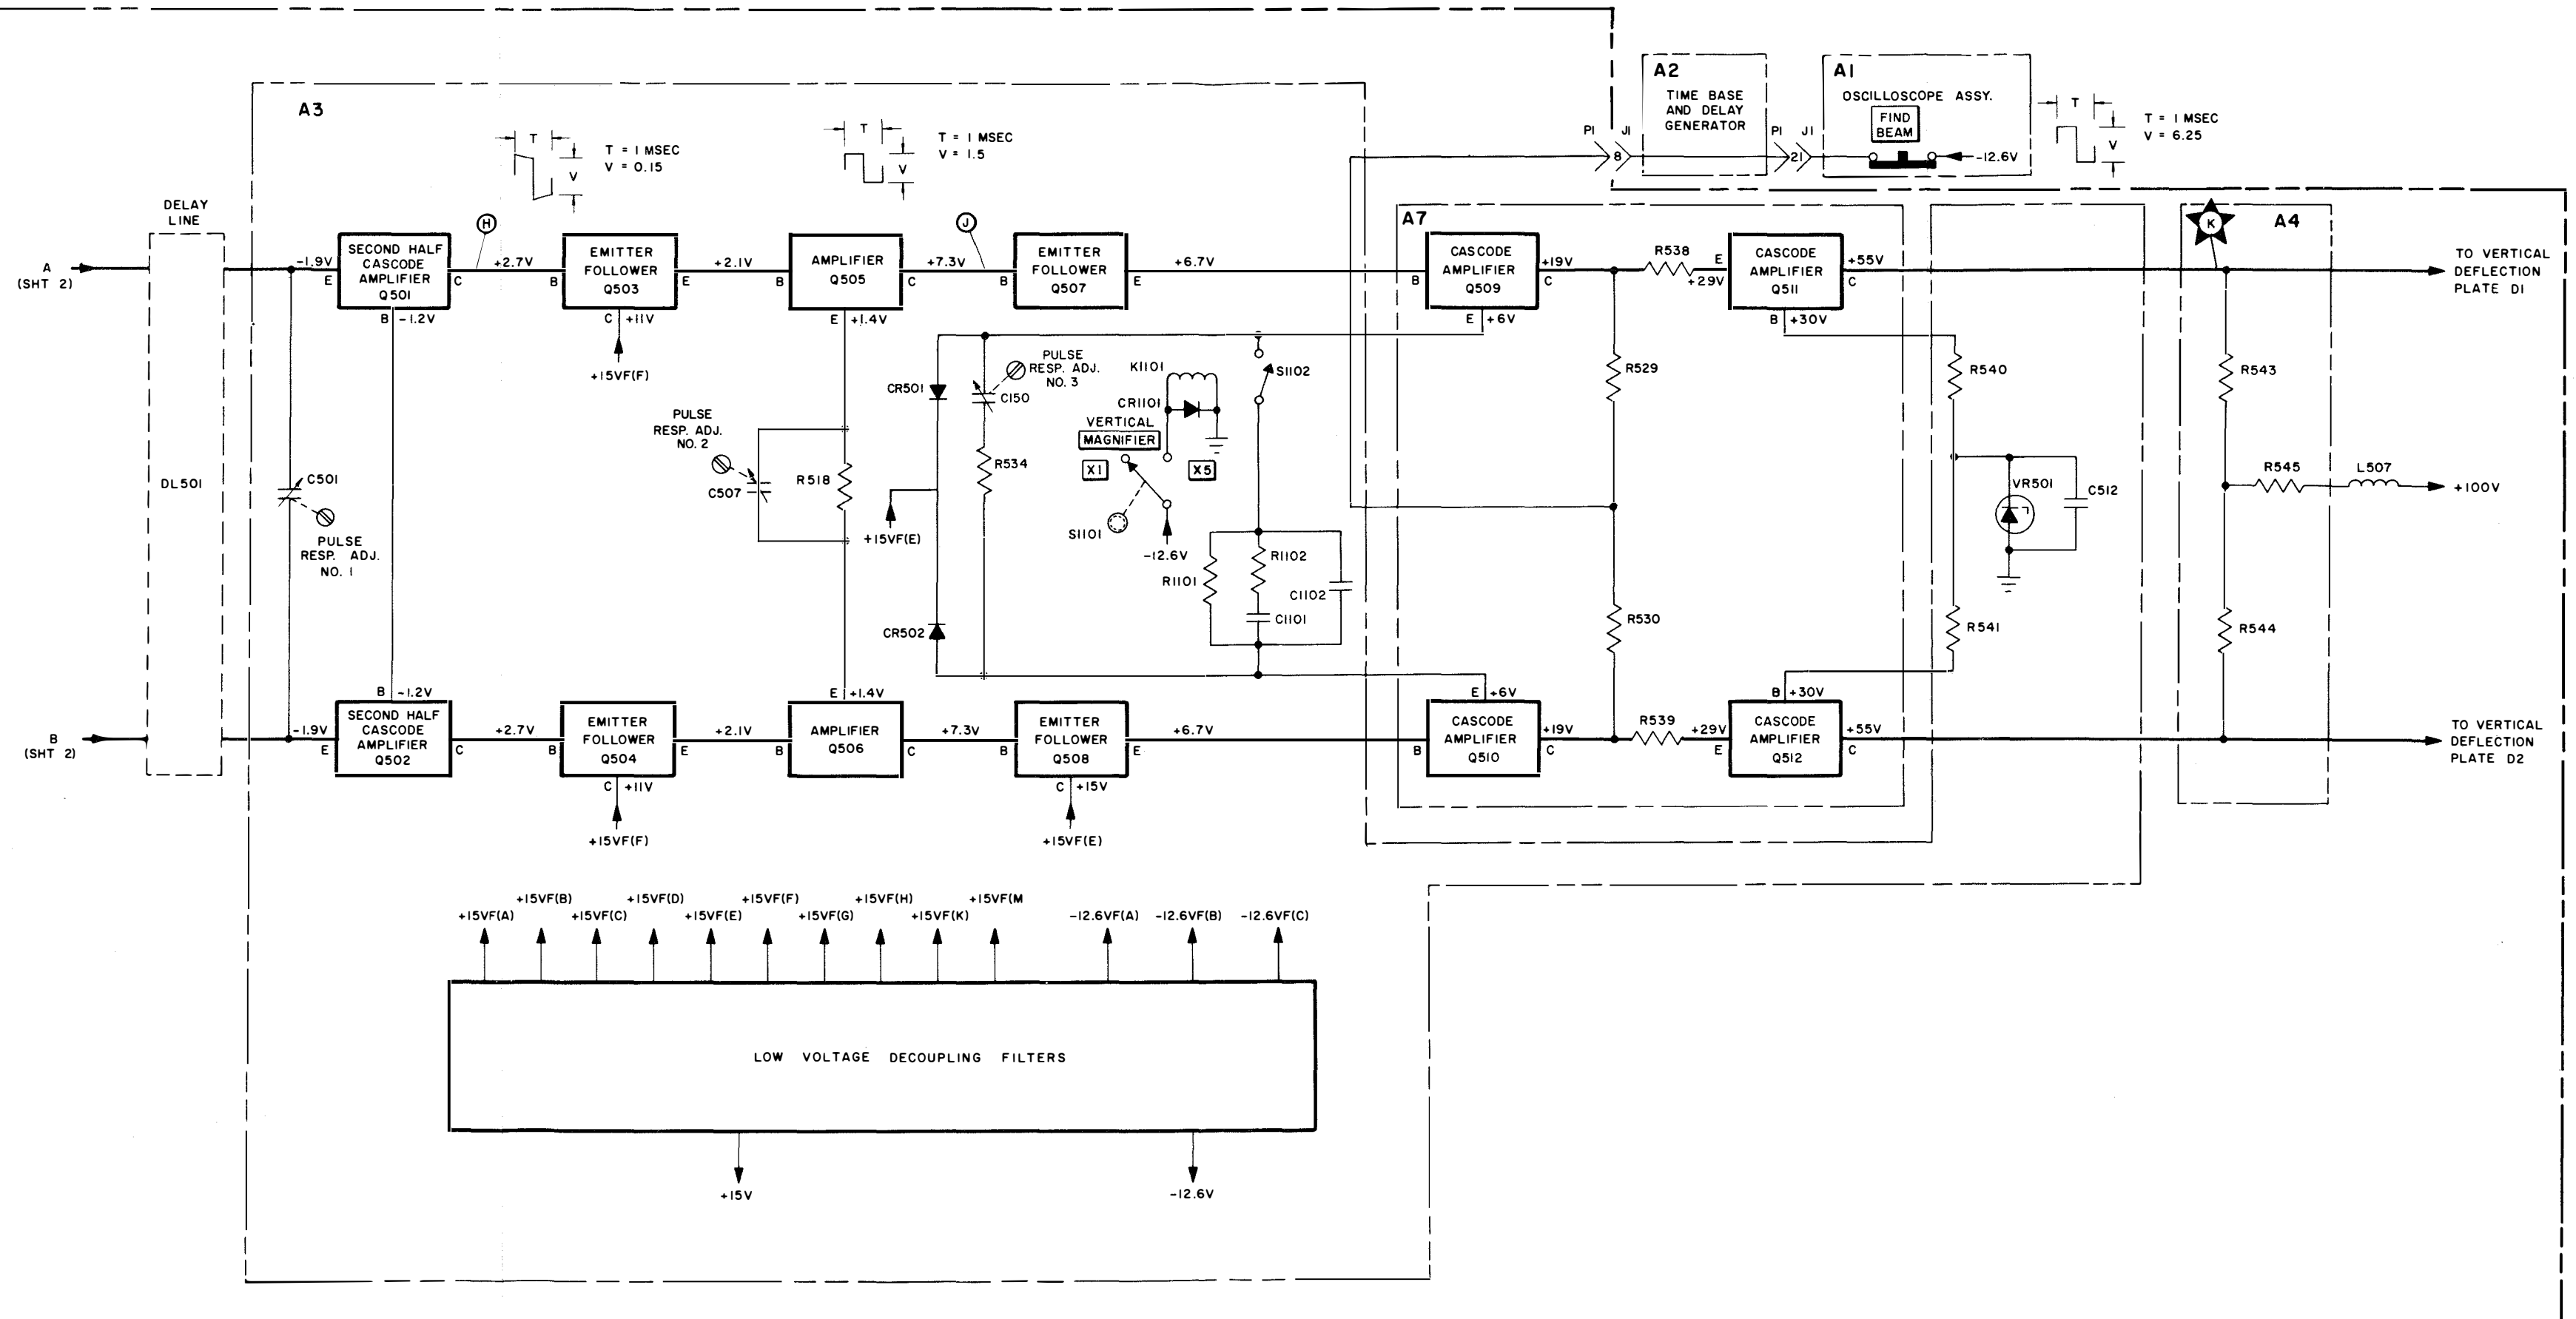 A3
A2
TIME BASE
AND DELAY
GENERATOR
A1
OSCILLOSCOPE ASSY.
FIND
BEAM
-12.6V
P1 J1
8
P1 J1
21
T
V
T = 1 MSEC
V = 6.25
T
V
T = 1 MSEC
V = 0.15
T
V
T = 1 MSEC
V = 1.5
DELAY
LINE
DL501
A
(SHT 2)
B
(SHT 2)
-1.9V
E
SECOND HALF
CASCODE
AMPLIFIER
Q501
B -1.2V
C
H
+2.7V
B
EMITTER
FOLLOWER
Q503
C +11V
+15VF(F)
E
+2.1V
B
AMPLIFIER
Q505
E +1.4V
C
+7.3V
J
B
EMITTER
FOLLOWER
Q507
E
+6.7V
A7
B
CASCODE
AMPLIFIER
Q509
E +6V
+19V
C
R538
E
+29V
CASCODE
AMPLIFIER
Q511
B +30V
+55V
C
K
A4
TO VERTICAL
DEFLECTION
PLATE D1
C501
PULSE
RESP. ADJ.
NO. 1
PULSE
RESP. ADJ.
NO. 2
C507
R518
CR501
PULSE
RESP. ADJ.
NO. 3
C150
R534
+15VF(E)
CR502
K1101
CR1101
VERTICAL
MAGNIFIER
X1
X5
S1101
-12.6V
S1102
R1101
R1102
C1101
C1102
R529
R530
R540
R541
VR501
C512
R543
R545
L507
+100V
R544
-1.9V
E
B -1.2V
SECOND HALF
CASCODE
AMPLIFIER
Q502
C
+2.7V
B
EMITTER
FOLLOWER
Q504
C +11V
+15VF(F)
E
+2.1V
B
E +1.4V
AMPLIFIER
Q506
C
+7.3V
B
EMITTER
FOLLOWER
Q508
C +15V
+15VF(E)
E
+6.7V
B
E +6V
CASCODE
AMPLIFIER
Q510
+19V
C
R539
+29V
E
B +30V
CASCODE
AMPLIFIER
Q512
+55V
C
TO VERTICAL
DEFLECTION
PLATE D2
+15VF(A)
+15VF(B)
+15VF(C)
+15VF(D)
+15VF(E)
+15VF(F)
+15VF(G)
+15VF(H)
+15VF(K)
+15VF(M
-12.6VF(A)
-12.6VF(B)
-12.6VF(C)
LOW VOLTAGE DECOUPLING FILTERS
+15V
-12.6V